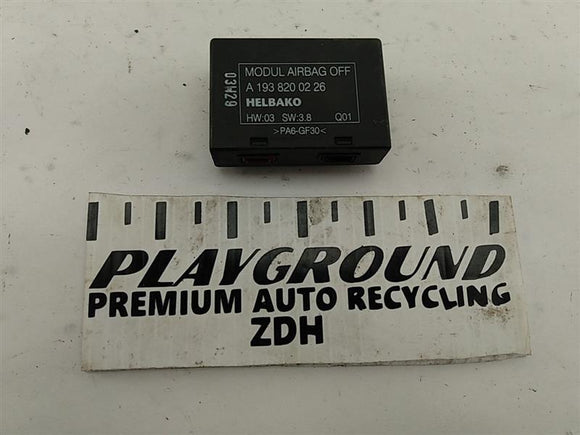 03W29
MODUL AIRBAG OFF
A 193 820 02 26
HELBAKO
HW:03 SW:3.8 Q01
>PA6-GF30<
PLAYGROUND
PREMIUM AUTO RECYCLING
ZDH